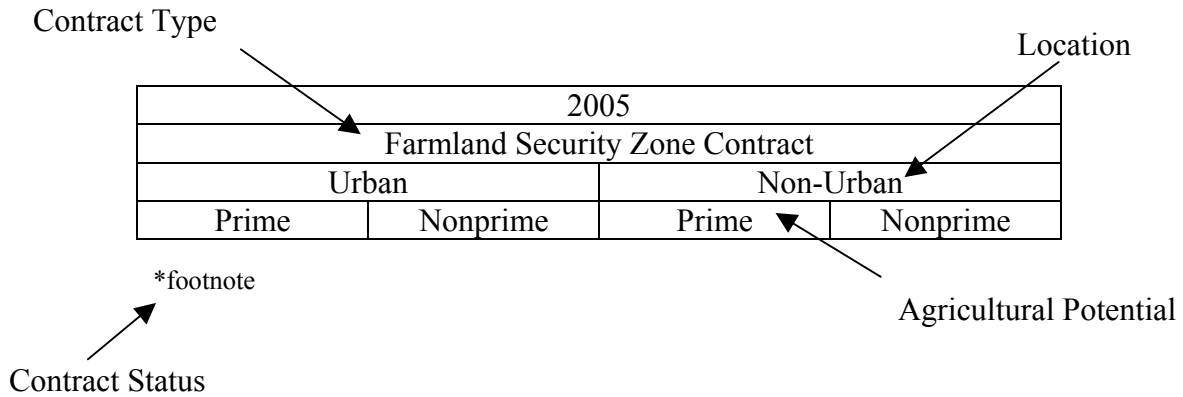 Contract Type
Location
2005
Farmland Security Zone Contract
Urban Non-Urban
Prime Nonprime Prime Nonprime
*footnote
Agricultural Potential
Contract Status